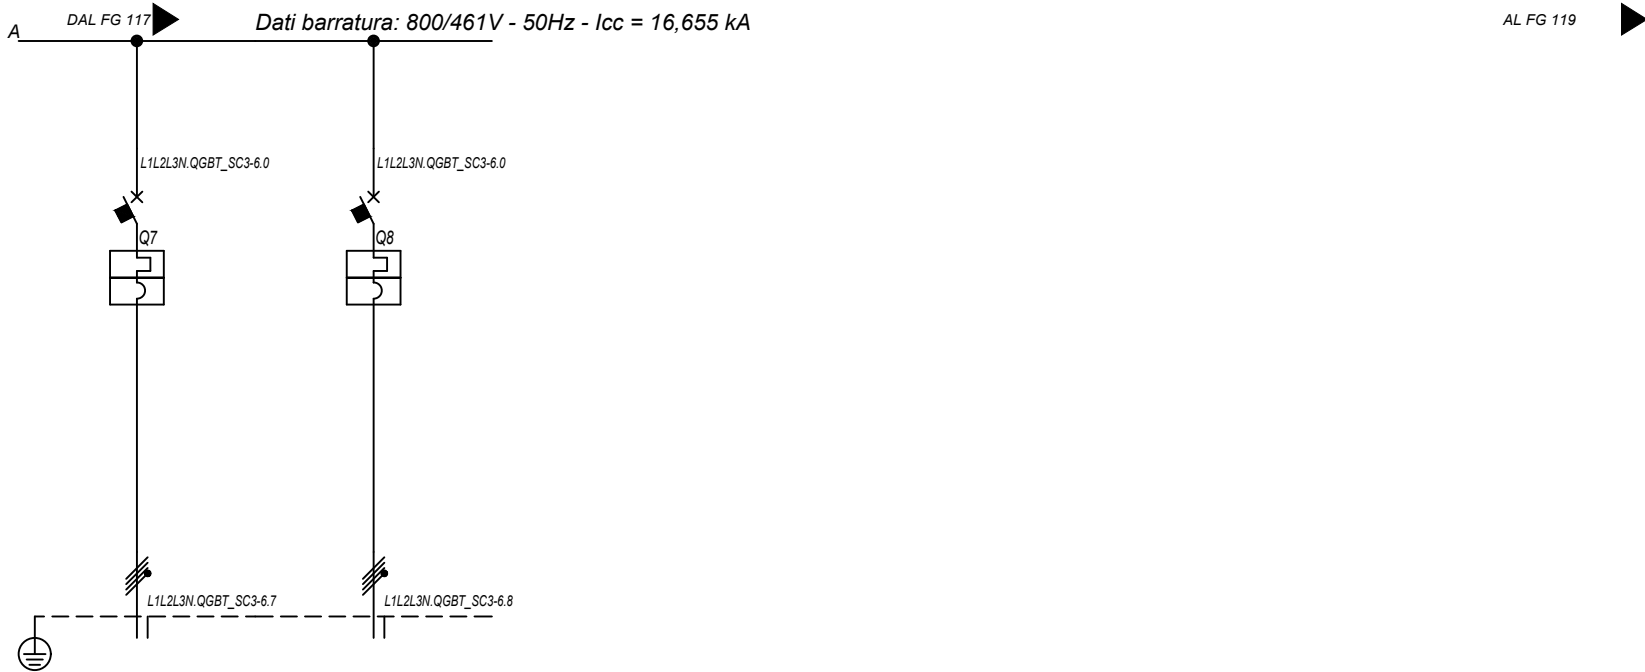 DAL FG 117
Dati barratura: 800/461V - 50Hz - Icc = 16,655 kA
AL FG 119
A
L1L2L3N.QGBT_SC3-6.0
L1L2L3N.QGBT_SC3-6.0
Q7
Q8
L1L2L3N.QGBT_SC3-6.7
L1L2L3N.QGBT_SC3-6.8